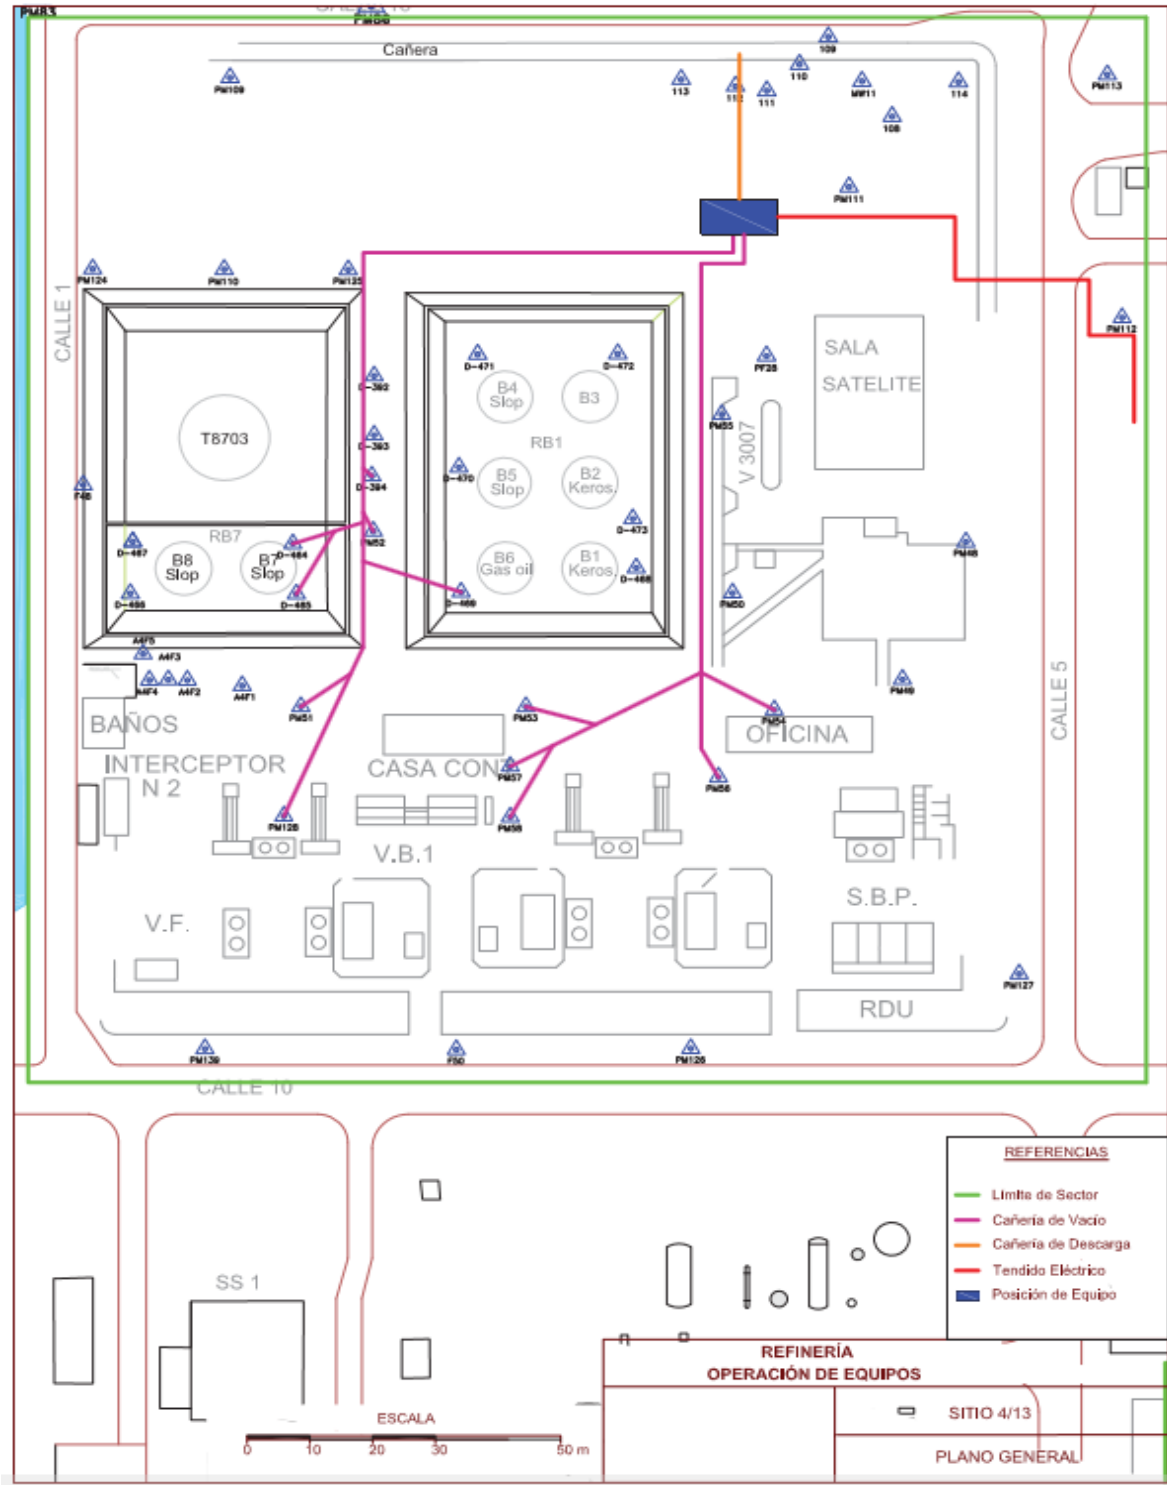 PM83
PM86
Cañera
109
110
PM109
113
112
111
MW11
114
PM113
108
PM111
PM124
PM110
PM125
CALLE 1
PM112
SALA
SATELITE
D-471
D-472
PF28
D-392
B4
Slop
B3
PM55
T8703
D-393
RB1
V 3007
D-394
D-470
B5
Slop
B2
Keros.
F48
D-473
RB7
PM52
PM48
D-467
D-464
B8
Slop
B7
Slop
B6
Gas oil
B1
Keros.
D-468
D-466
D-465
D-469
PM50
A4F5
A4F3
A4F4
A4F2
A4F1
PM49
CALLE 5
PM51
PM53
PM54
BAÑOS
OFICINA
INTERCEPTOR
N 2
CASA CONT
PM57
PM56
PM128
PM58
V.B.1
S.B.P.
V.F.
PM127
RDU
PM139
F50
PM126
CALLE 10
REFERENCIAS
Límite de Sector
Cañería de Vacío
Cañería de Descarga
Tendido Eléctrico
Posición de Equipo
SS 1
REFINERÍA
OPERACIÓN DE EQUIPOS
ESCALA
0 10 20 30 50 m
SITIO 4/13
PLANO GENERAL